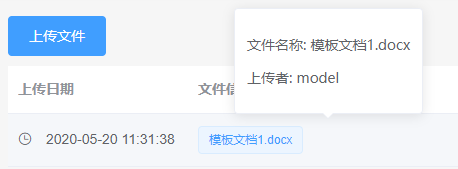 上传文件
文件名称: 模板文档1.docx
上传者: model
上传日期
文件信
2020-05-20 11:31:38
模板文档1.docx